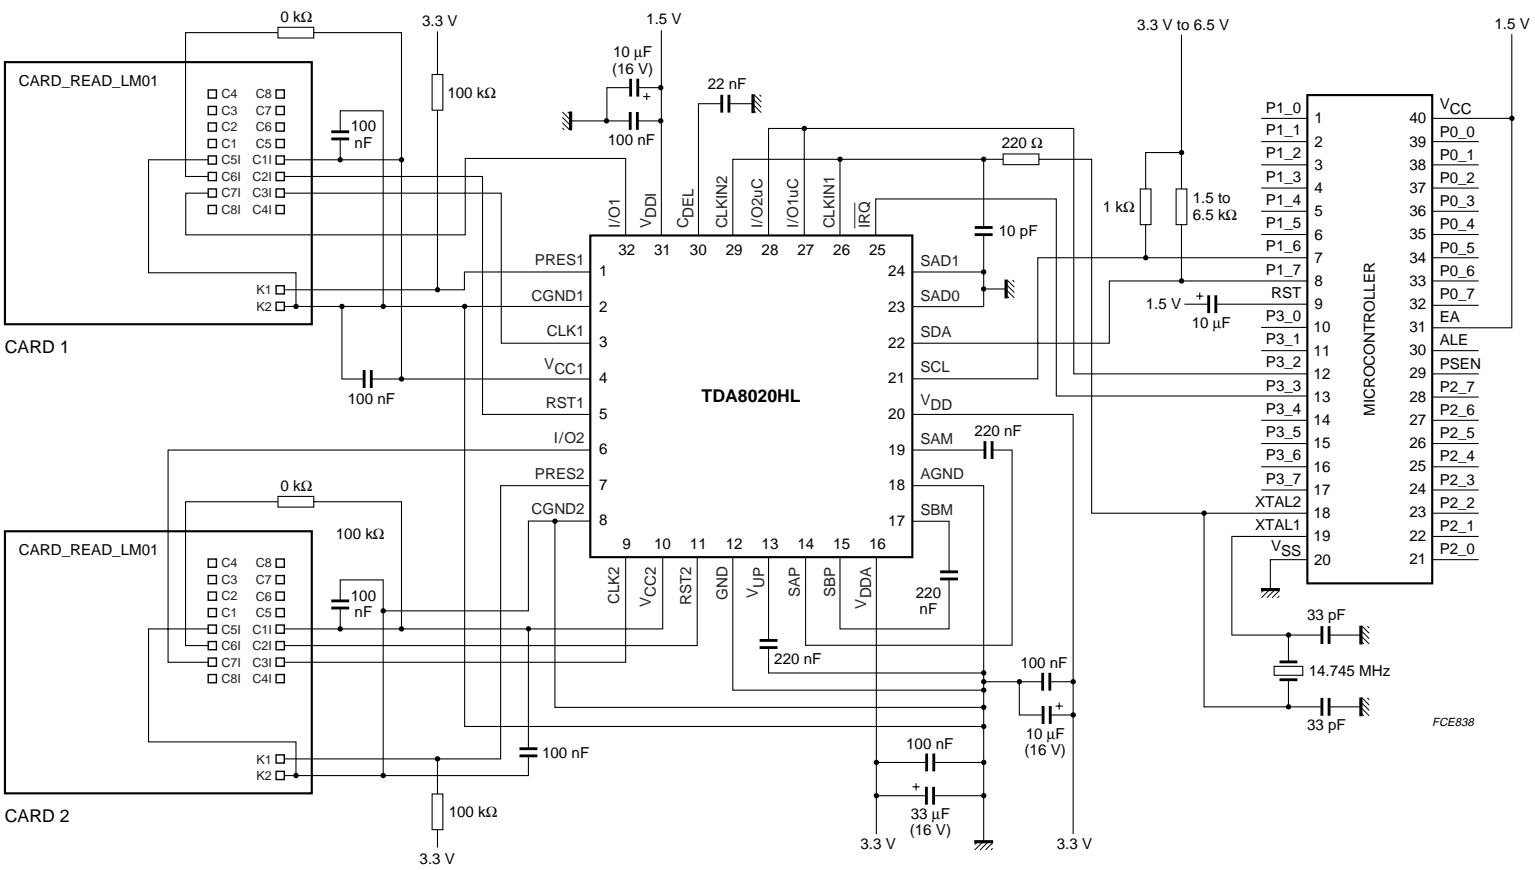 0 kΩ
3.3 V
1.5 V
3.3 V to 6.5 V
1.5 V
CARD_READ_LM01
C4 C8
C3 C7
C2 C6
C1 C5
C5I C1I
C6I C2I
C7I C3I
C8I C4I
K1
K2
CARD 1
100 nF
100 kΩ
100 nF
10 μF (16 V)
+
100 nF
22 nF
220 Ω
10 pF
1 kΩ
1.5 to 6.5 kΩ
1.5 V
+
10 μF
I/O1
VDDI
CDEL
CLKIN2
I/O2uC
I/O1uC
CLKIN1
IRQ
32 31 30 29 28 27 26 25
PRES1 1
CGND1 2
CLK1 3
VCC1 4
RST1 5
I/O2 6
PRES2 7
CGND2 8
TDA8020HL
24 SAD1
23 SAD0
22 SDA
21 SCL
20 VDD
19 SAM
18 AGND
17 SBM
9 10 11 12 13 14 15 16
CLK2
VCC2
RST2
GND
VUP
SAP
SBP
VDDA
220 nF
220 nF
220 nF
100 nF
10 μF (16 V)
+
100 nF
+
33 μF (16 V)
3.3 V
3.3 V
0 kΩ
100 kΩ
CARD_READ_LM01
C4 C8
C3 C7
C2 C6
C1 C5
C5I C1I
C6I C2I
C7I C3I
C8I C4I
K1
K2
CARD 2
100 nF
100 nF
100 kΩ
3.3 V
MICROCONTROLLER
P1_0 1
P1_1 2
P1_2 3
P1_3 4
P1_4 5
P1_5 6
P1_6 7
P1_7 8
RST 9
P3_0 10
P3_1 11
P3_2 12
P3_3 13
P3_4 14
P3_5 15
P3_6 16
P3_7 17
XTAL2 18
XTAL1 19
VSS 20
40 VCC
39 P0_0
38 P0_1
37 P0_2
36 P0_3
35 P0_4
34 P0_5
33 P0_6
32 P0_7
31 EA
30 ALE
29 PSEN
28 P2_7
27 P2_6
26 P2_5
25 P2_4
24 P2_3
23 P2_2
22 P2_1
21 P2_0
33 pF
14.745 MHz
33 pF
FCE838